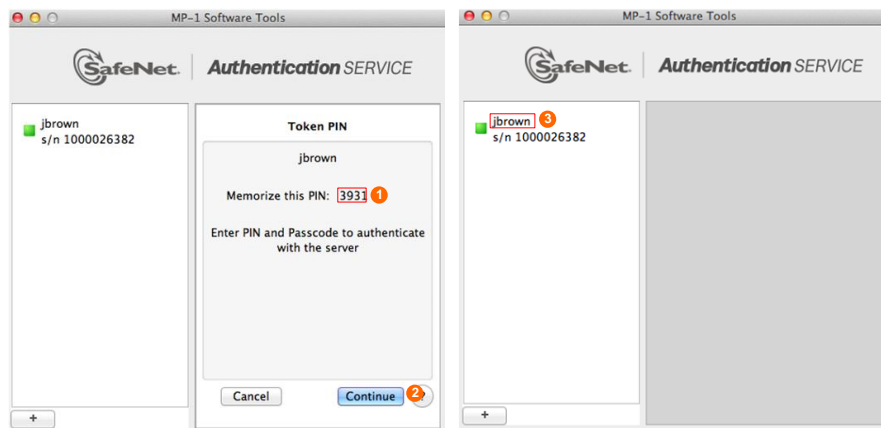 MP-1 Software Tools
SafeNet.
Authentication SERVICE
jbrown
s/n 1000026382
Token PIN
jbrown
Memorize this PIN: 3931 1
Enter PIN and Passcode to authenticate
with the server
Cancel
Continue
2
+
MP-1 Software Tools
SafeNet.
Authentication SERVICE
jbrown 3
s/n 1000026382
+